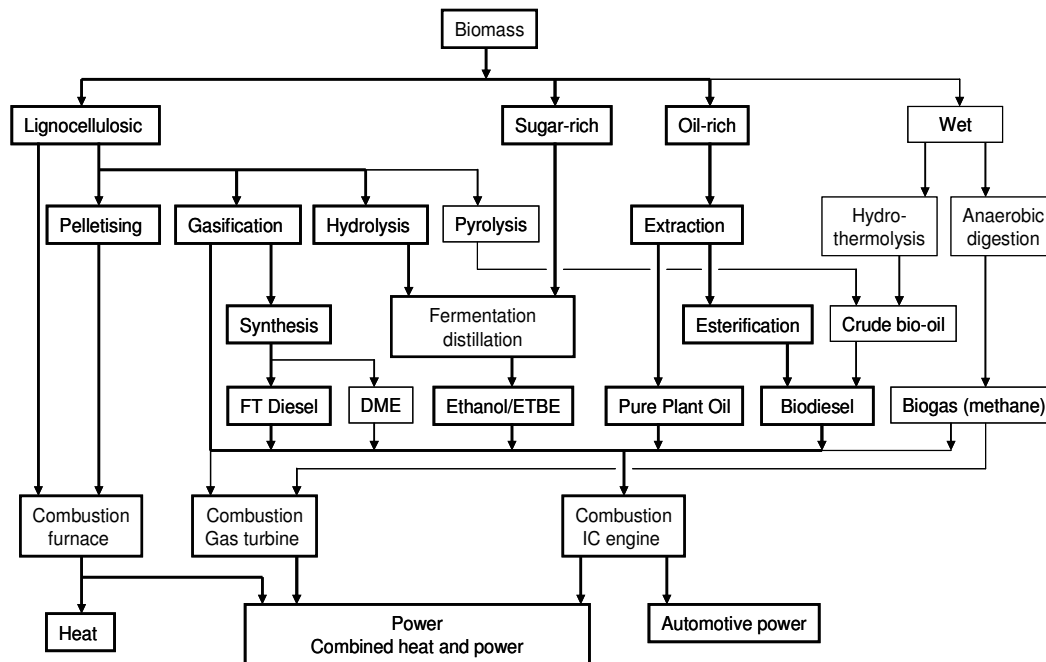 Biomass
Lignocellulosic
Sugar-rich
Oil-rich
Wet
Pelletising
Gasification
Hydrolysis
Pyrolysis
Extraction
Hydro-
thermolysis
Anaerobic
digestion
Synthesis
Fermentation
distillation
Esterification
Crude bio-oil
FT Diesel
DME
Ethanol/ETBE
Pure Plant Oil
Biodiesel
Biogas (methane)
Combustion
furnace
Combustion
Gas turbine
Combustion
IC engine
Heat
Power
Combined heat and power
Automotive power